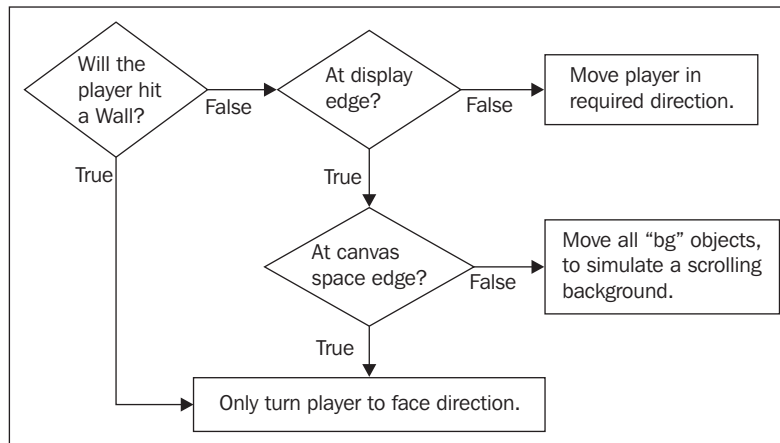 Will the
player hit
a Wall?
False
At display
edge?
False
Move player in
required direction.
True
True
At canvas
space edge?
False
Move all “bg” objects,
to simulate a scrolling
background.
True
Only turn player to face direction.